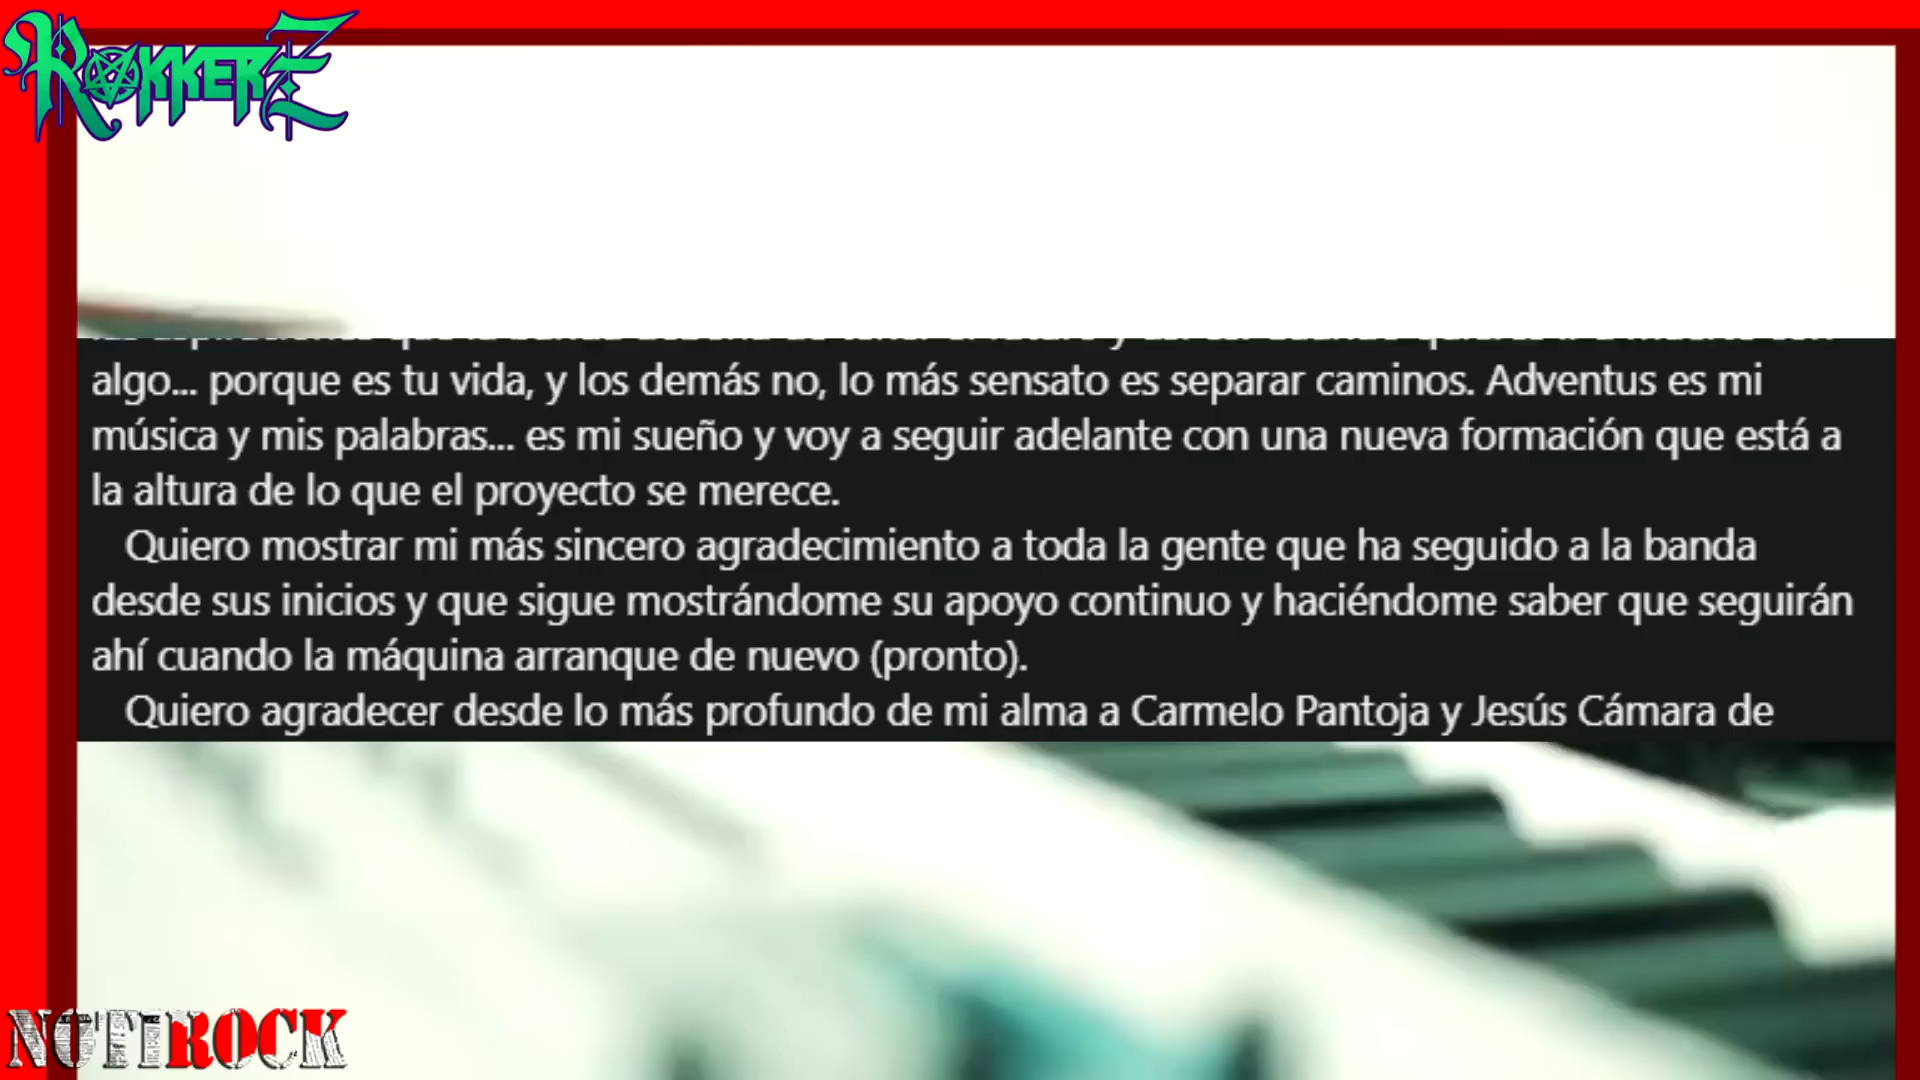 ROKKERZ
algo... porque es tu vida, y los demás no, lo más sensato es separar caminos. Adventus es mi
música y mis palabras... es mi sueño y voy a seguir adelante con una nueva formación que está a
la altura de lo que el proyecto se merece.
Quiero mostrar mi más sincero agradecimiento a toda la gente que ha seguido a la banda
desde sus inicios y que sigue mostrándome su apoyo continuo y haciéndome saber que seguirán
ahí cuando la máquina arranque de nuevo (pronto).
Quiero agradecer desde lo más profundo de mi alma a Carmelo Pantoja y Jesús Cámara de
NOTIROCK